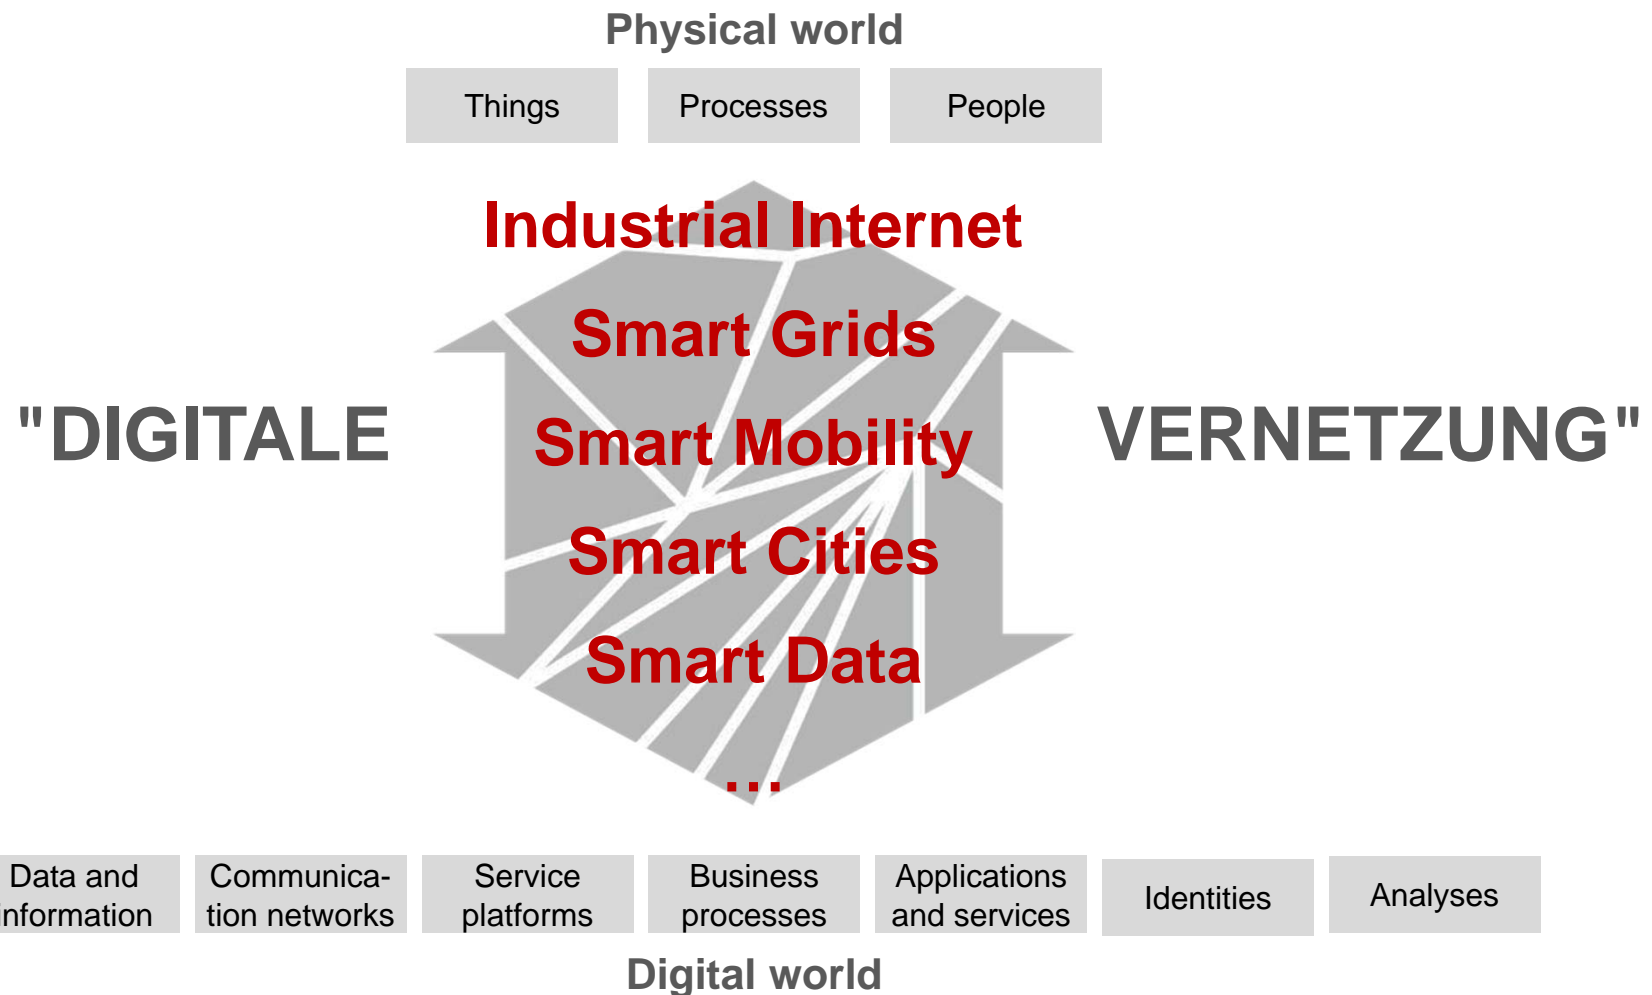 Physical world
Things
Processes
People
Industrial Internet
Smart Grids
"DIGITALE
VERNETZUNG"
Smart Mobility
Smart Cities
Smart Data
...
Data and
information
Communica-
tion networks
Service
platforms
Business
processes
Applications
and services
Identities
Analyses
Digital world